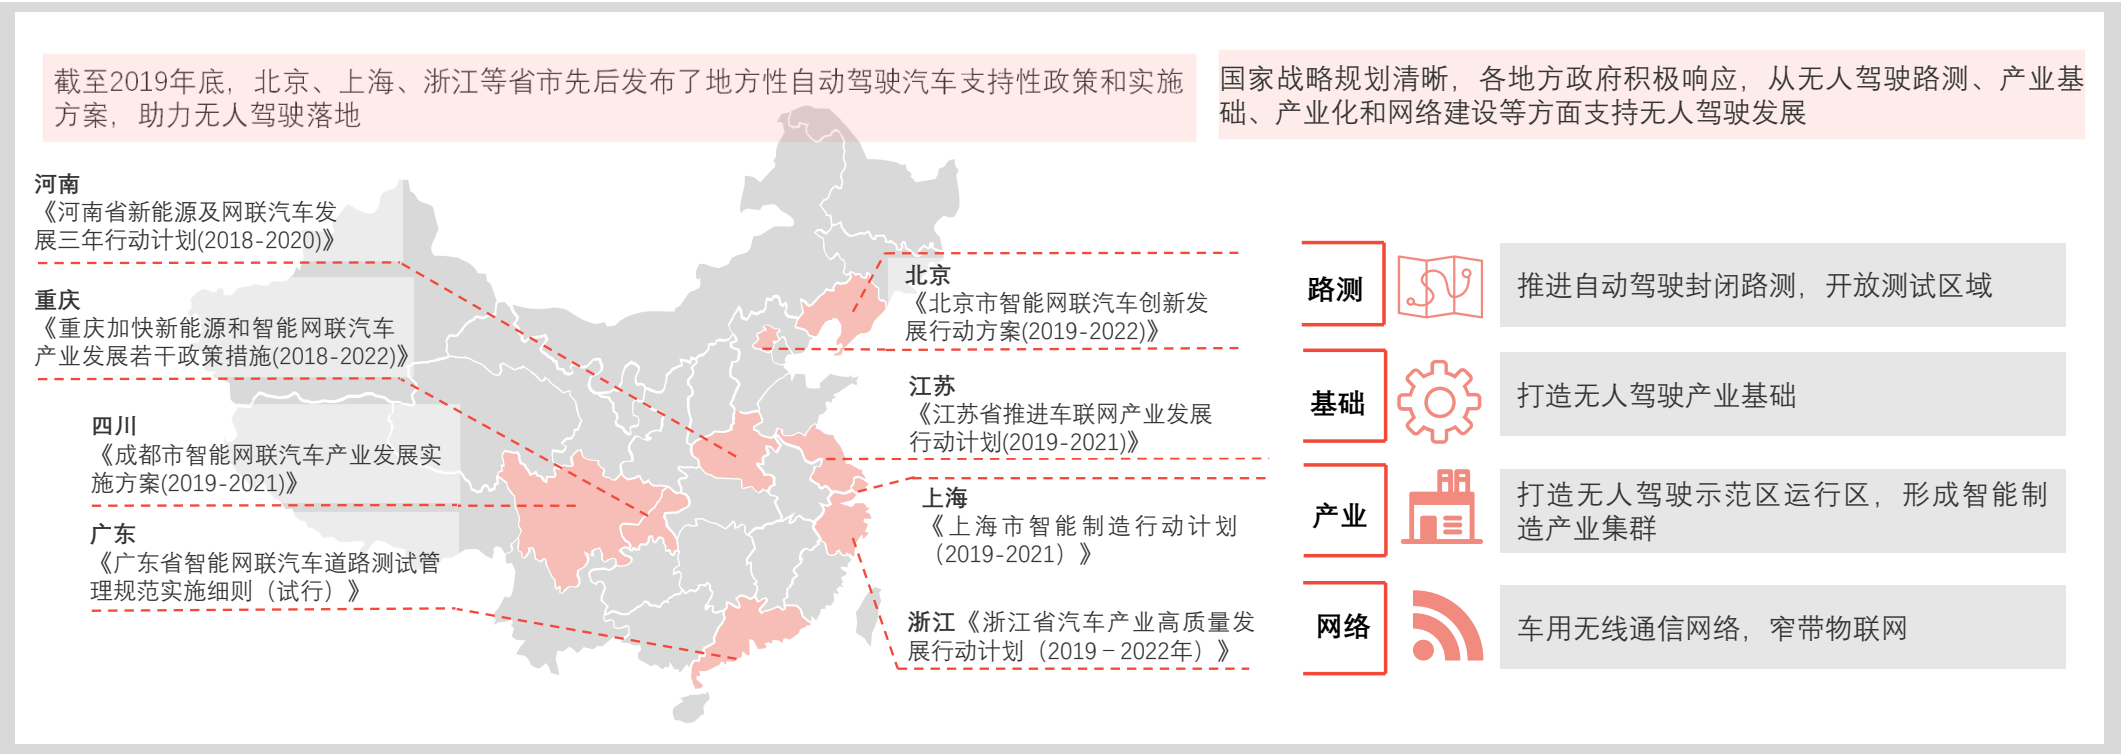 截至2019年底，北京、上海、浙江等省市先后发布了地方性自动驾驶汽车支持性政策和实施
方案，助力无人驾驶落地
国家战略规划清晰，各地方政府积极响应，从无人驾驶路测、产业基
础、产业化和网络建设等方面支持无人驾驶发展
河南
《河南省新能源及网联汽车发
展三年行动计划(2018-2020)》
重庆
《重庆加快新能源和智能网联汽车
产业发展若干政策措施(2018-2022)》
四川
《成都市智能网联汽车产业发展实
施方案(2019-2021)》
广东
《广东省智能网联汽车道路测试管
理规范实施细则（试行）》
北京
《北京市智能网联汽车创新发
展行动方案(2019-2022)》
江苏
《江苏省推进车联网产业发展
行动计划(2019-2021)》
上海
《上海市智能制造行动计划
（2019-2021）》
浙江《浙江省汽车产业高质量发
展行动计划（2019－2022年）》
路测
推进自动驾驶封闭路测，开放测试区域
基础
打造无人驾驶产业基础
产业
打造无人驾驶示范区运行区，形成智能制
造产业集群
网络
车用无线通信网络，窄带物联网